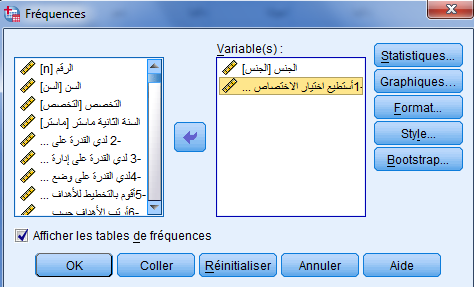 Fréquences
Variable(s) :
الرقم [n]
السن [السن]
التخصص [التخصص]
السنة الثانية ماستر [ماستر]
2- لدي القدرة على ...
3- لدي القدرة على إدارة ...
4- لدي القدرة على وضع ...
5- أقوم بالتخطيط للأهداف ...
6- أرتب الأهداف حسب ...
الجنس [الجنس]
1- أستطيع اختيار الاختصاص ...
Statistiques...
Graphiques...
Format...
Style...
Bootstrap...
Afficher les tables de fréquences
OK
Coller
Réinitialiser
Annuler
Aide